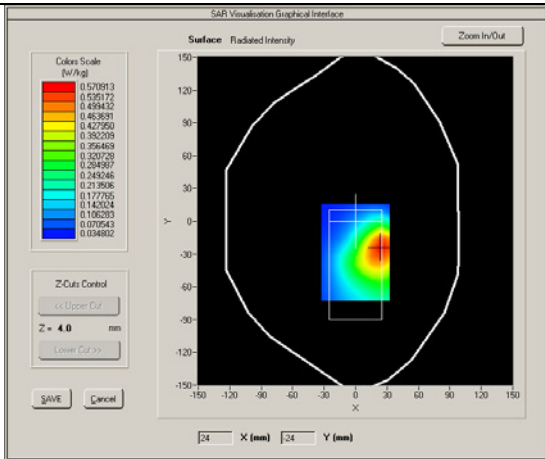 SAR Visualisation Graphical Interface
Surface Radiated Intensity
Zoom In/Out
Colors Scale
(W/kg)
0.570913
0.535172
0.499432
0.463691
0.427950
0.392209
0.356469
0.320728
0.284987
0.249246
0.213506
0.177765
0.142024
0.106283
0.070543
0.034802
Z-Cuts Control
<< Upper Cut
Z = 4.0 mm
Lower Cut >>
SAVE Cancel
150
120
90
60
30
0
-30
-60
-90
-120
-150
Y
-150 -120 -90 -60 -30 0 30 60 90 120 150
X
24 X (mm) -24 Y (mm)